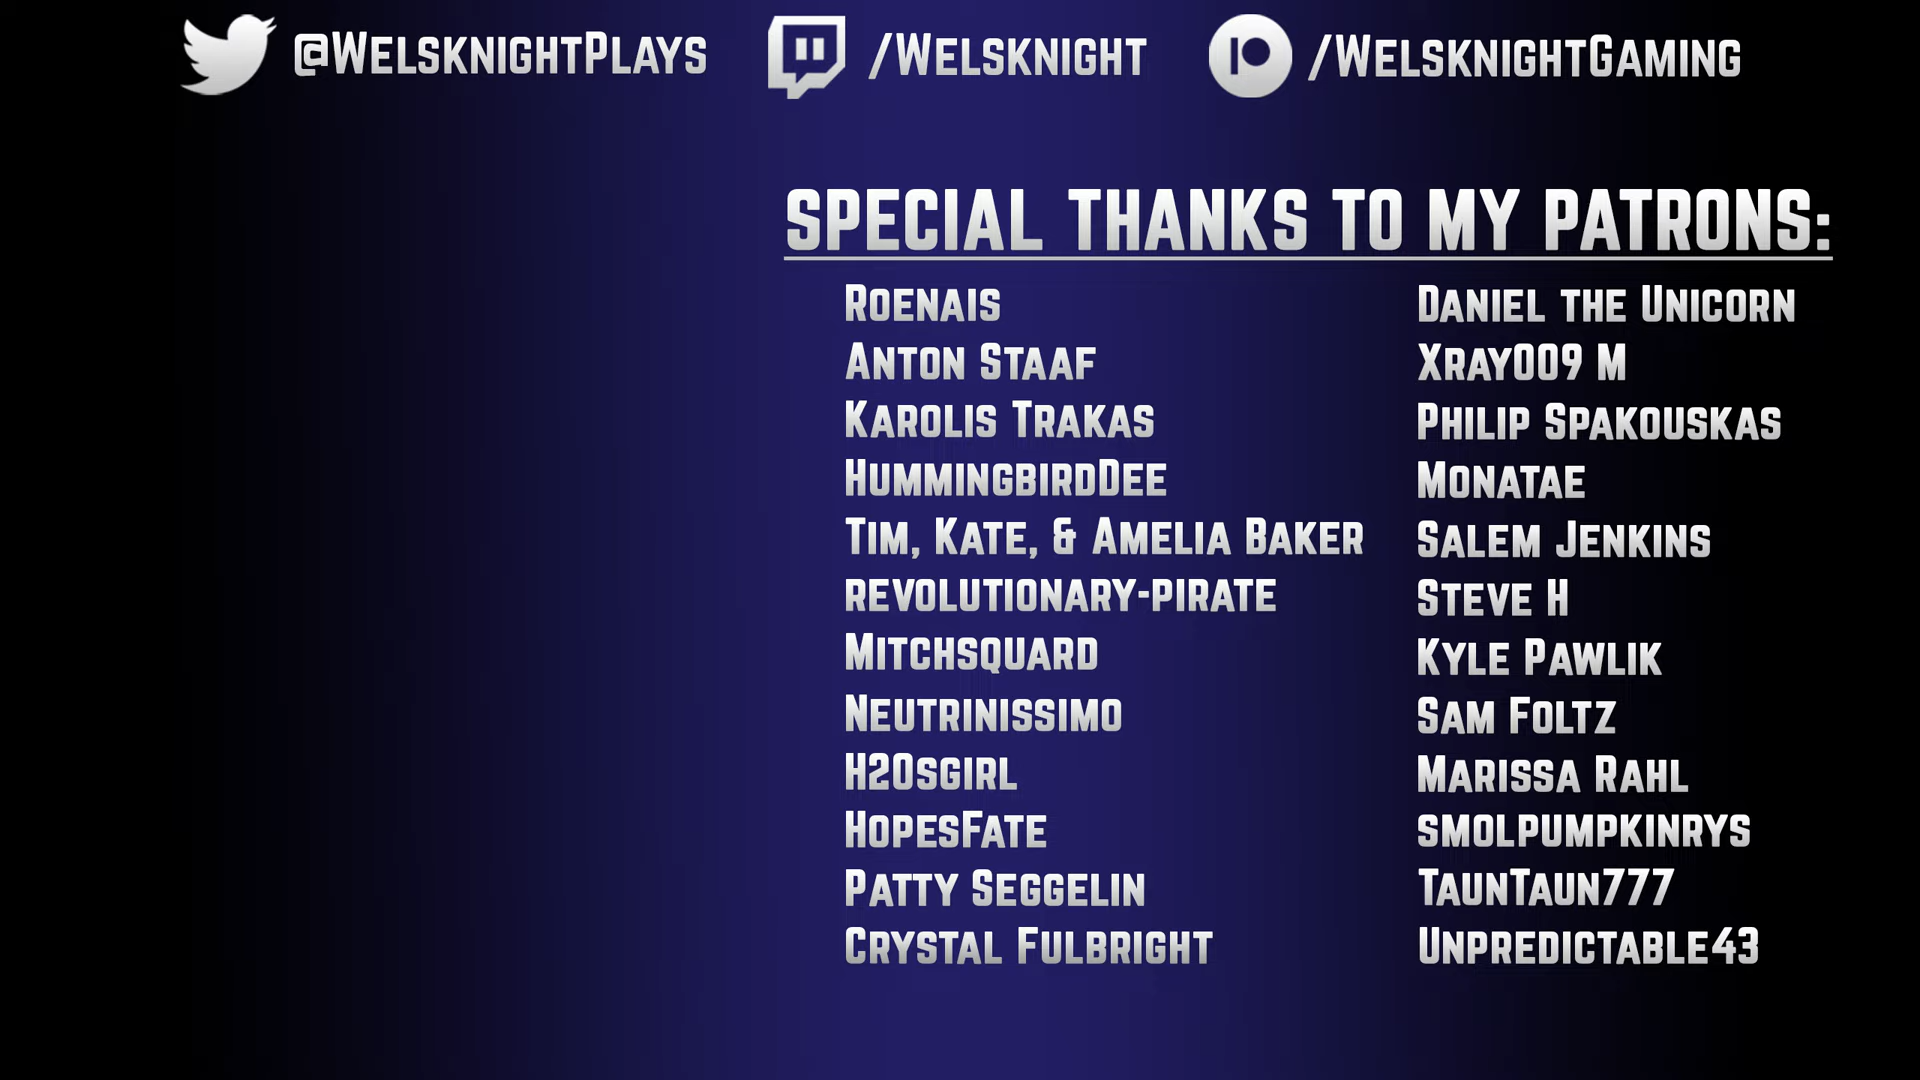 @WelsknightPlays /Welsknight /WelsknightGaming
Special Thanks to my Patrons:
Roenais
Anton Staaf
Karolis Trakas
HummingbirdDee
Tim, Kate, & Amelia Baker
revolutionary-pirate
Mitchsquard
Neutrinissimo
H20sgirl
HopesFate
Patty Seggelin
Crystal Fulbright
Daniel the Unicorn
Xray009 M
Philip Spakouskas
Monatae
Salem Jenkins
Steve H
Kyle Pawlik
Sam Foltz
Marissa Rahl
smolpumpkinrys
TaunTaun777
Unpredictable43